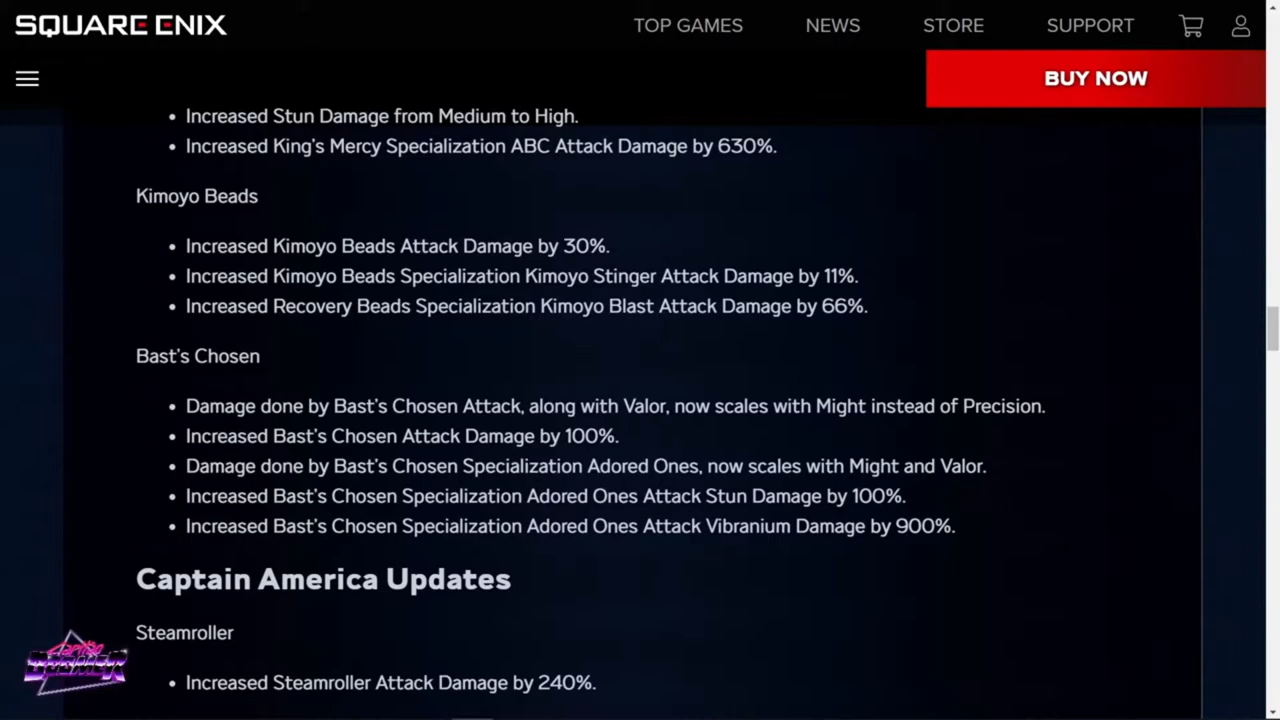 SQUARE ENIX
TOP GAMES NEWS STORE SUPPORT
BUY NOW
• Increased Stun Damage from Medium to High.
• Increased King's Mercy Specialization ABC Attack Damage by 630%.
Kimoyo Beads
• Increased Kimoyo Beads Attack Damage by 30%.
• Increased Kimoyo Beads Specialization Kimoyo Stinger Attack Damage by 11%.
• Increased Recovery Beads Specialization Kimoyo Blast Attack Damage by 66%.
Bast's Chosen
• Damage done by Bast's Chosen Attack, along with Valor, now scales with Might instead of Precision.
• Increased Bast's Chosen Attack Damage by 100%.
• Damage done by Bast's Chosen Specialization Adored Ones, now scales with Might and Valor.
• Increased Bast's Chosen Specialization Adored Ones Attack Stun Damage by 100%.
• Increased Bast's Chosen Specialization Adored Ones Attack Vibranium Damage by 900%.
Captain America Updates
Steamroller
• Increased Steamroller Attack Damage by 240%.